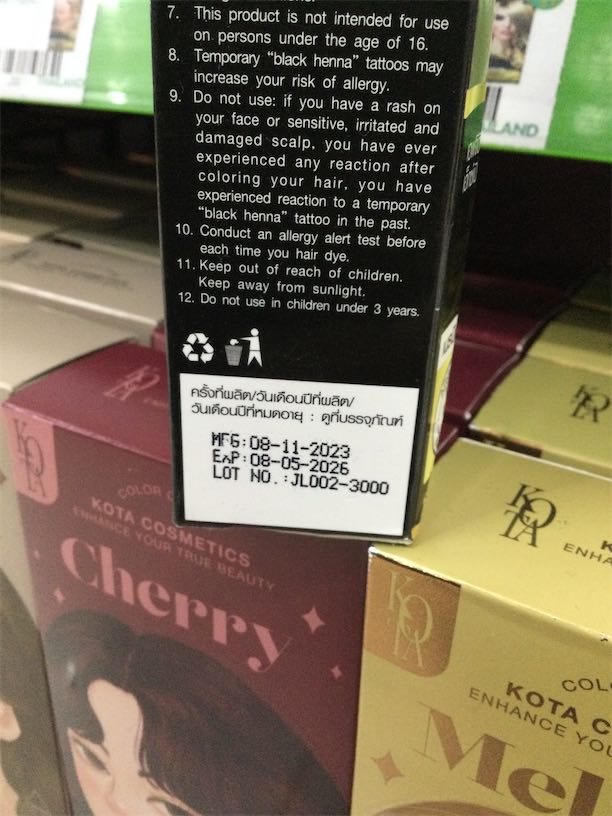 7. This product is not intended for use
on persons under the age of 16.
8. Temporary "black henna" tattoos may
increase your risk of allergy.
9. Do not use: if you have a rash on
your face or sensitive, irritated and
damaged scalp, you have ever
experienced any reaction after
coloring your hair, you have
experienced reaction to a temporary
"black henna" tattoo in the past.
10. Conduct an allergy alert test before
each time you hair dye.
11. Keep out of reach of children.
Keep away from sunlight.
12. Do not use in children under 3 years.
ครั้งที่ผลิต/วันเดือนปีที่ผลิต/
วันเดือนปีที่หมดอายุ : ดูที่บรรจุภัณฑ์
MFG:08-11-2023
EXP:08-05-2026
LOT NO.:JL002-3000
KOTA
COLOR
KOTA COSMETICS
ENHANCE YOUR TRUE BEAUTY
Cherry
KOTA
KOTA
KOTA
ENHANCE
Mel